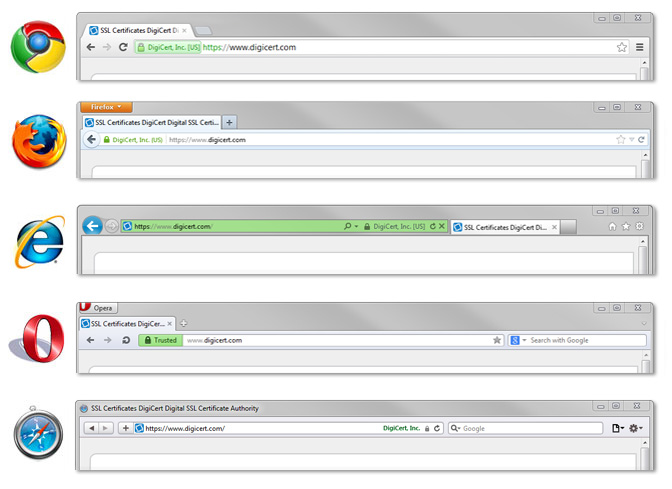 SSL Certificates DigiCert Di
DigiCert, Inc. [US] https://www.digicert.com
Firefox
SSL Certificates DigiCert Digital SSL Certi...
DigiCert, Inc. (US) https://www.digicert.com
https://www.digicert.com/ DigiCert, Inc. [US] SSL Certificates DigiCert Di...
Opera
SSL Certificates DigiCer...
Trusted www.digicert.com Search with Google
SSL Certificates DigiCert Digital SSL Certificate Authority
https://www.digicert.com/ DigiCert, Inc. Google